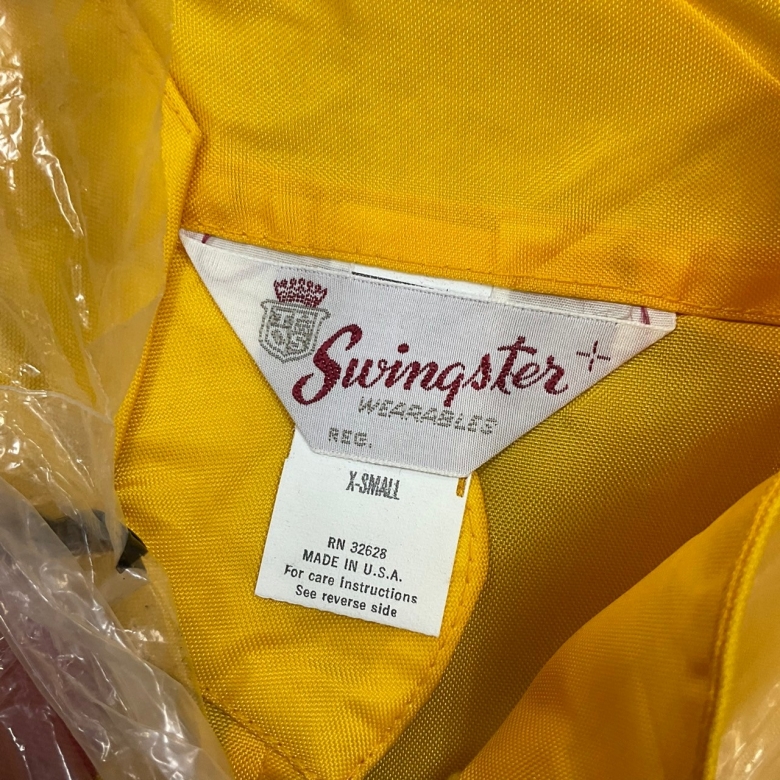 Swingster
WEARABLES
REG.
X-SMALL
RN 32628
MADE IN U.S.A.
For care instructions
See reverse side